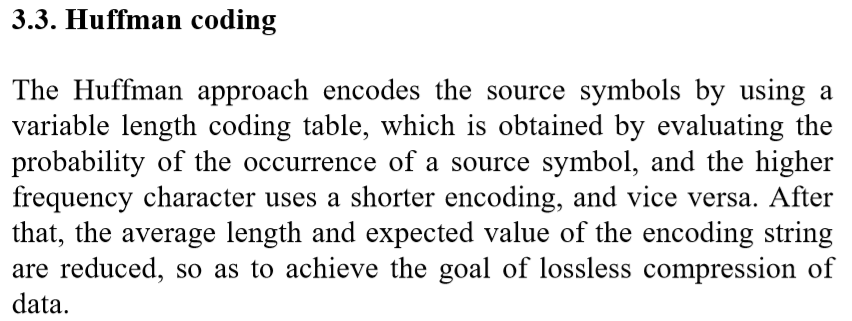 3.3. Huffman coding
The Huffman approach encodes the source symbols by using a
variable length coding table, which is obtained by evaluating the
probability of the occurrence of a source symbol, and the higher
frequency character uses a shorter encoding, and vice versa. After
that, the average length and expected value of the encoding string
are reduced, so as to achieve the goal of lossless compression of
data.